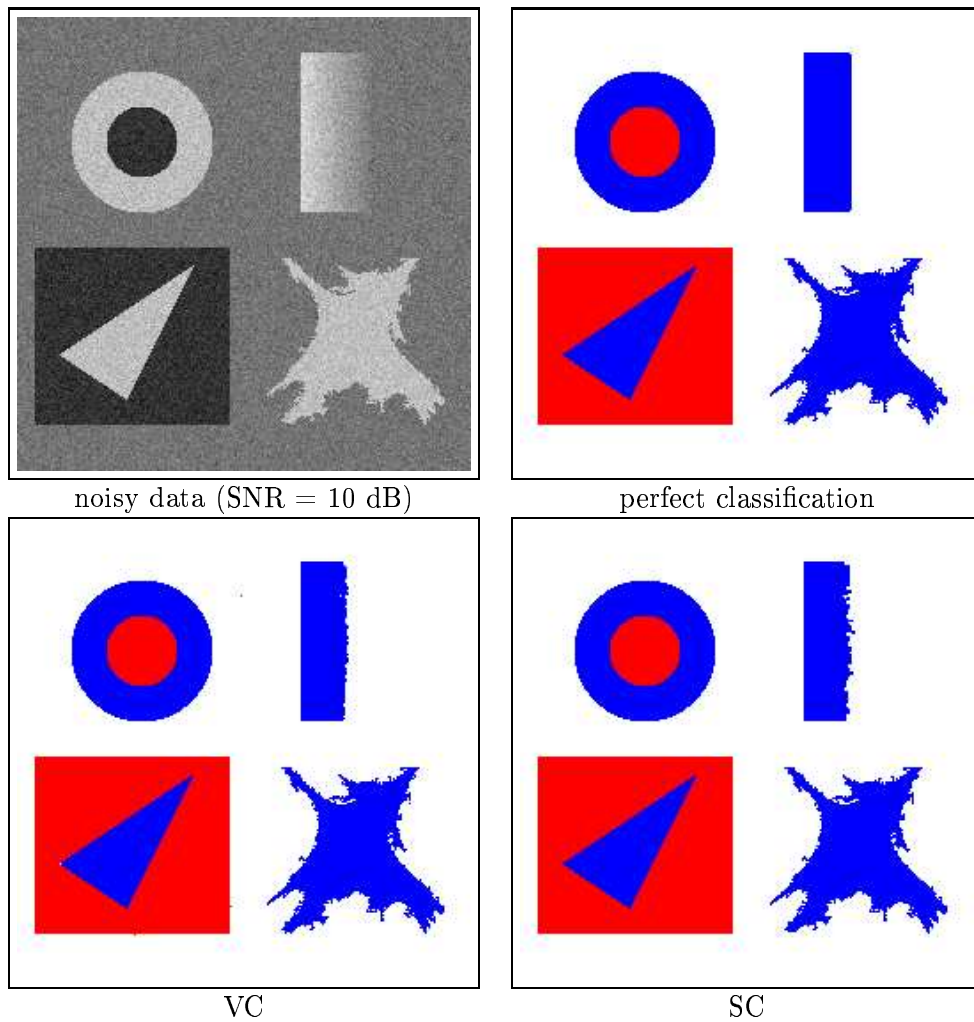 noisy data (SNR = 10 dB)
perfect classification
VC
SC